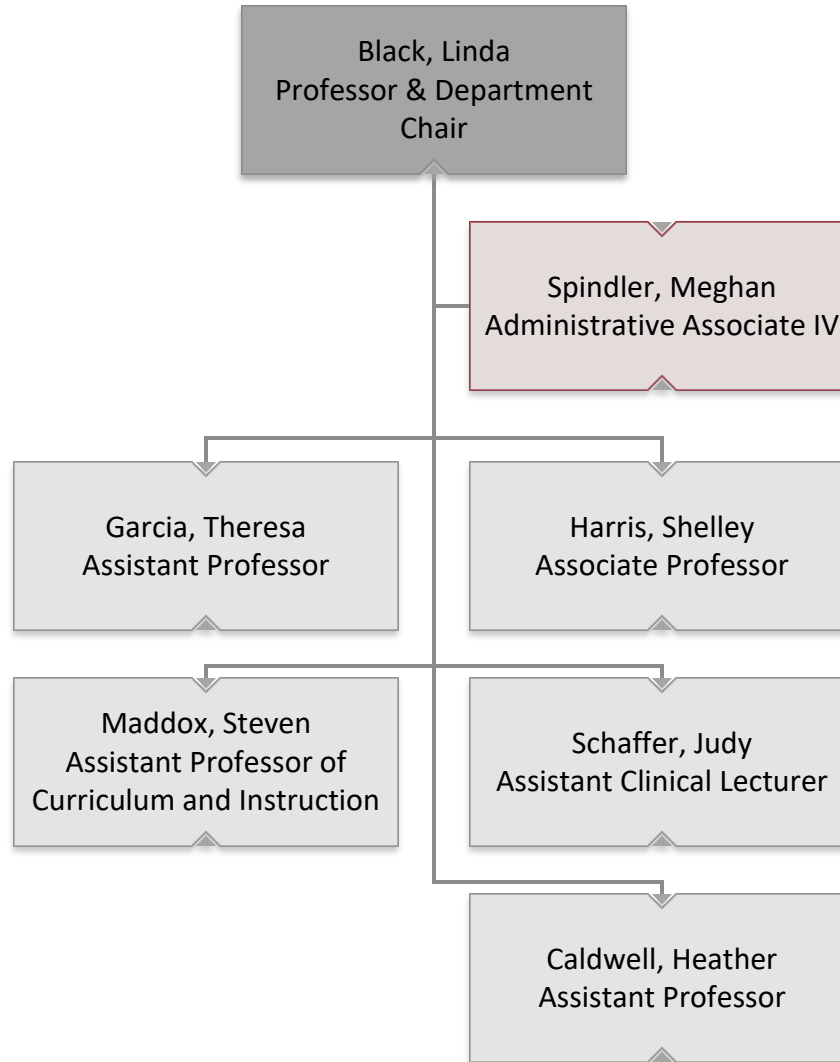 Black, Linda
Professor & Department
Chair
Spindler, Meghan
Administrative Associate IV
Garcia, Theresa
Assistant Professor
Harris, Shelley
Associate Professor
Maddox, Steven
Assistant Professor of
Curriculum and Instruction
Schaffer, Judy
Assistant Clinical Lecturer
Caldwell, Heather
Assistant Professor